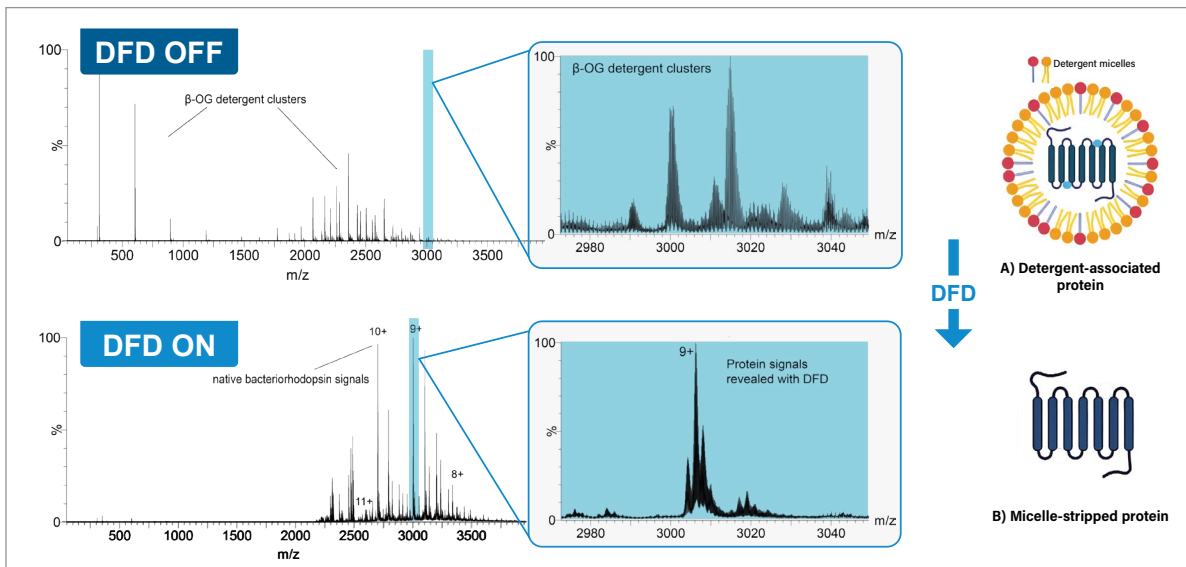 DFD OFF
100
%
0
β-OG detergent clusters
500 1000 1500 2000 2500 3000 3500
m/z
β-OG detergent clusters
100
%
0
2980 3000 3020 3040
m/z
Detergent micelles
A) Detergent-associated
protein
DFD
DFD ON
100
%
0
10+
9+
native bacteriorhodopsin signals
11+
8+
500 1000 1500 2000 2500 3000 3500
m/z
100
%
0
9+
Protein signals
revealed with DFD
2980 3000 3020 3040
m/z
B) Micelle-stripped protein